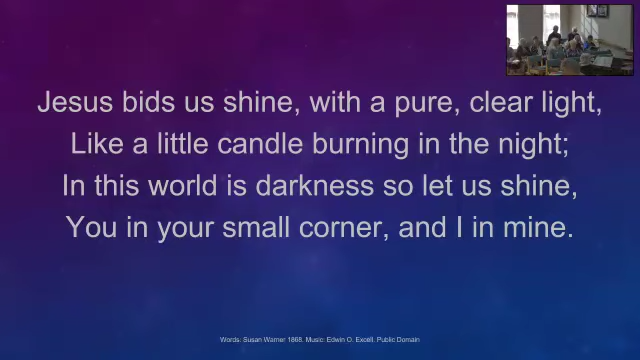 Jesus bids us shine, with a pure, clear light,
Like a little candle burning in the night;
In this world is darkness so let us shine,
You in your small corner, and I in mine.
Words: Susan Warner 1868. Music: Edwin O. Excell. Public Domain